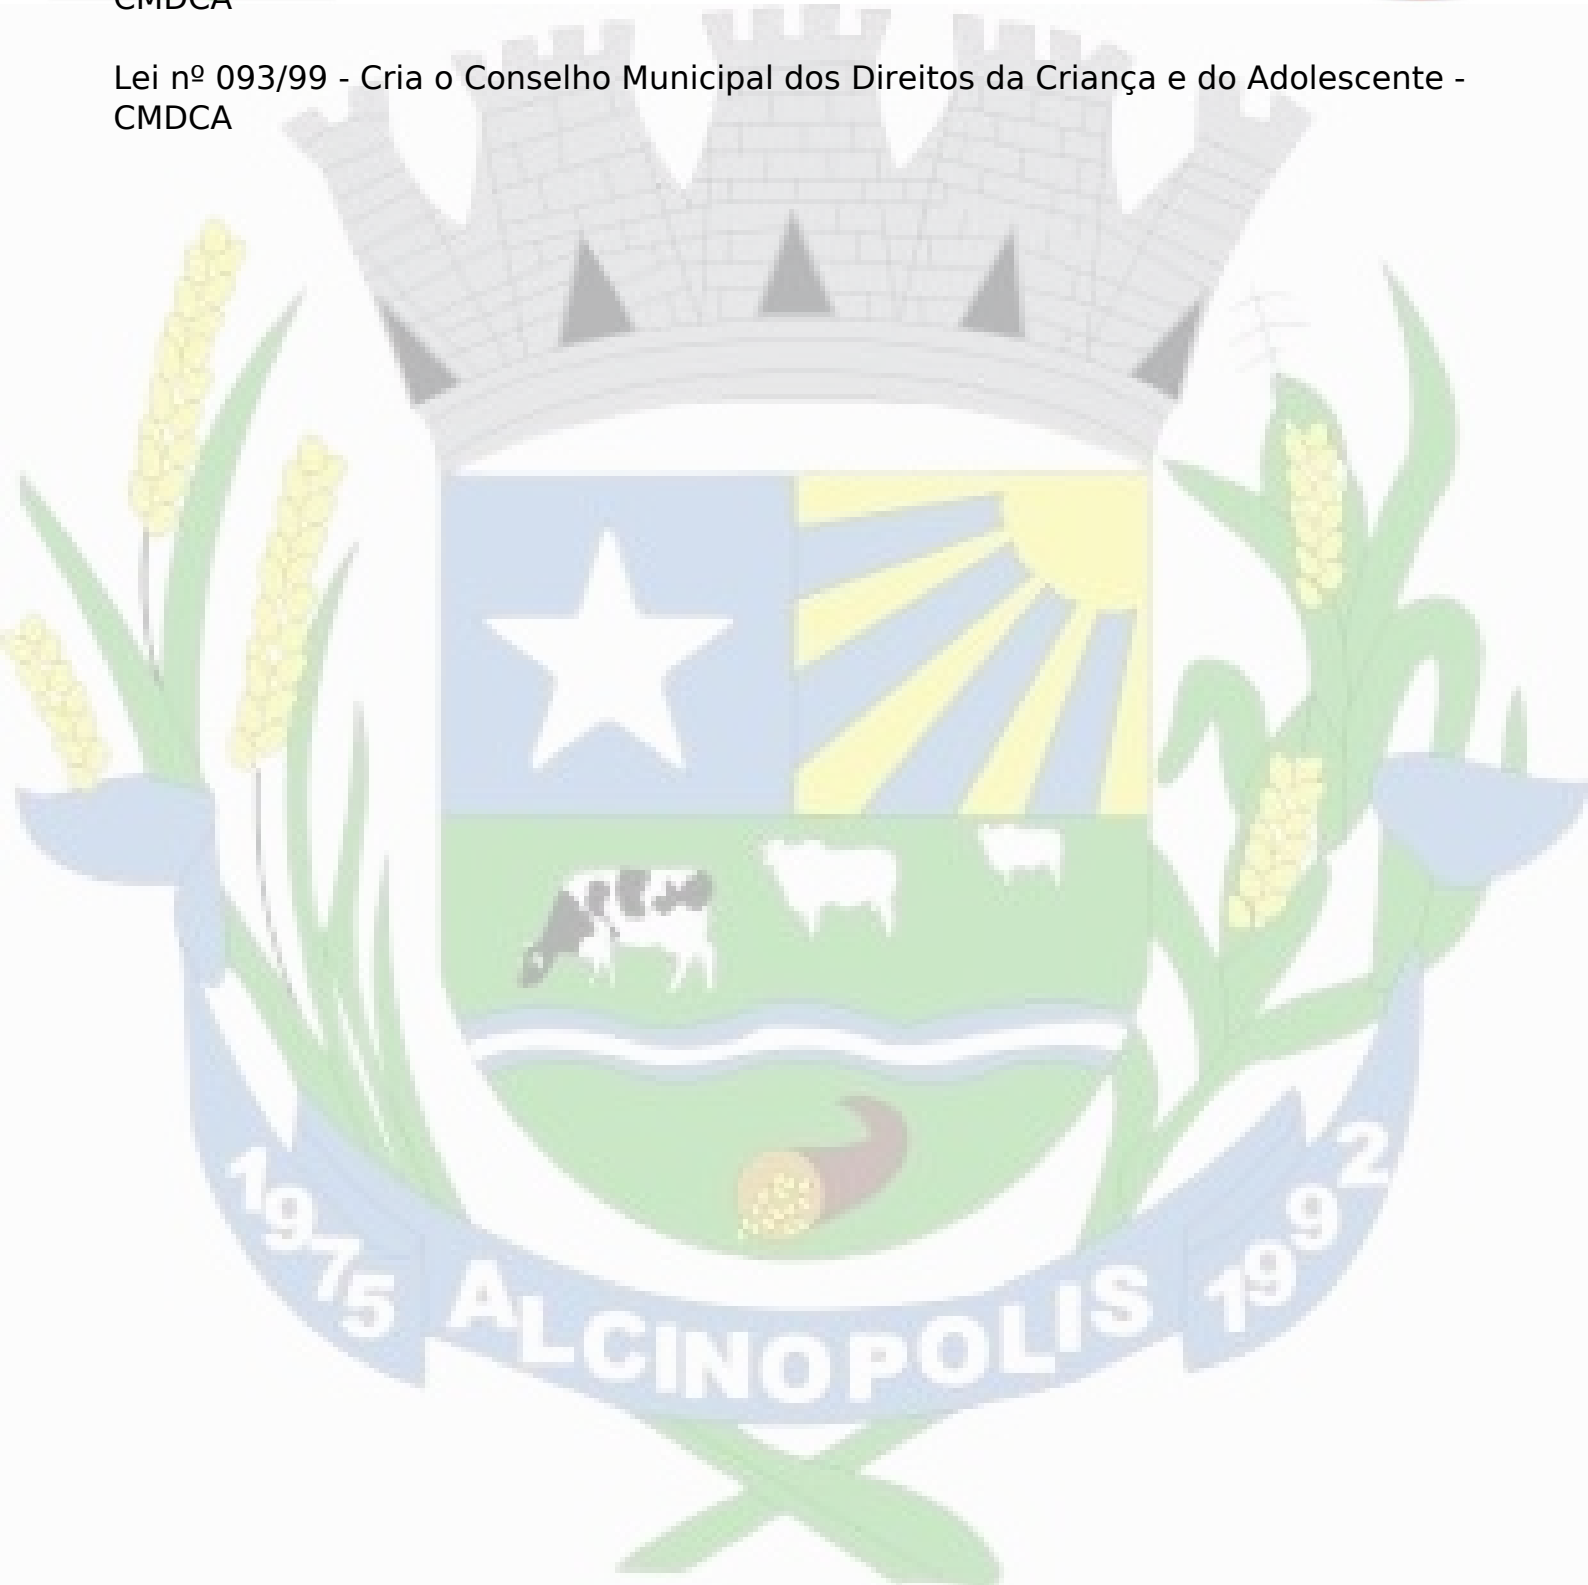 CMDCA
Lei nº 093/99 - Cria o Conselho Municipal dos Direitos da Criança e do Adolescente -
CMDCA
1975 ALCINOPOLIS 1992